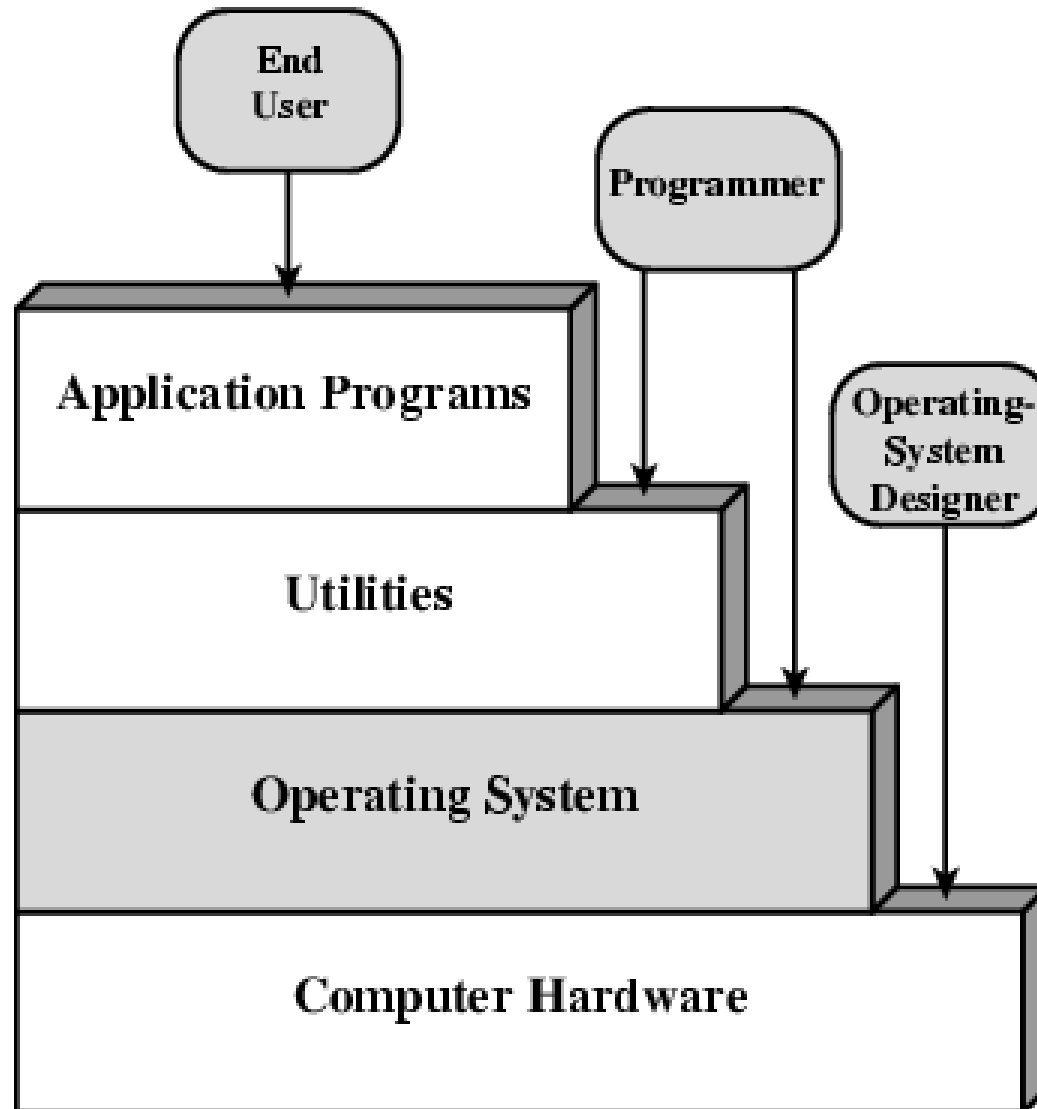 End
User
Programmer
Application Programs
Operating-
System
Designer
Utilities
Operating System
Computer Hardware